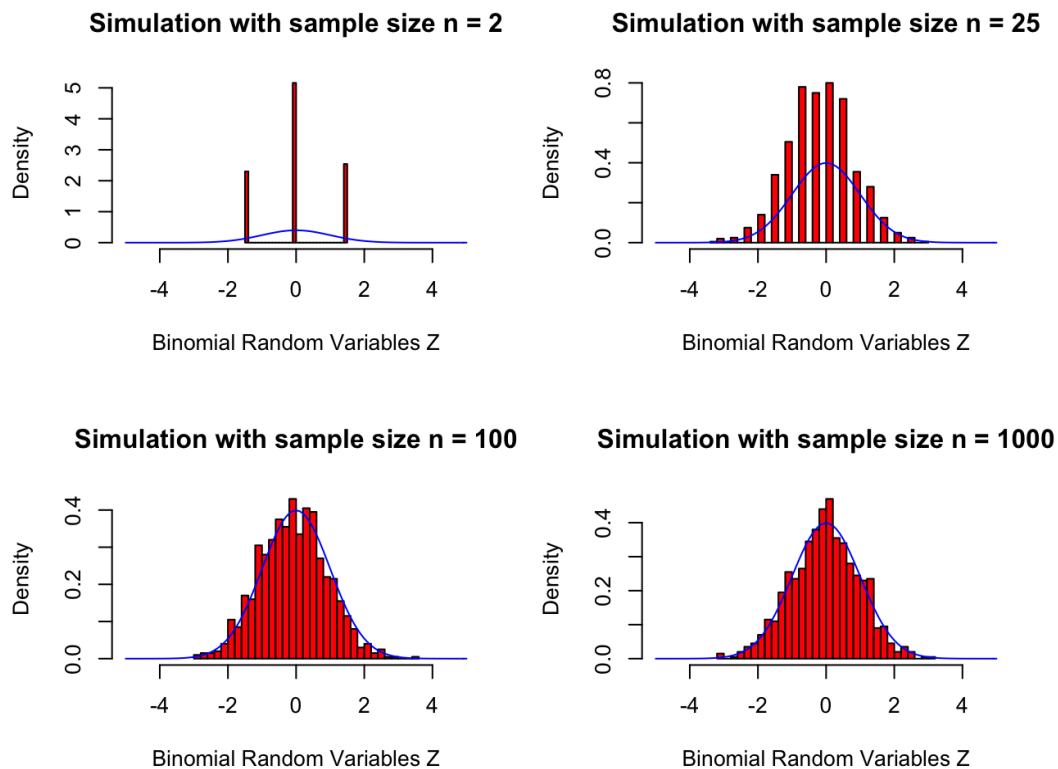 Simulation with sample size n = 2
Density
0 1 2 3 4 5
-4 -2 0 2 4
Binomial Random Variables Z
Simulation with sample size n = 25
Density
0.0 0.4 0.8
-4 -2 0 2 4
Binomial Random Variables Z
Simulation with sample size n = 100
Density
0.0 0.2 0.4
-4 -2 0 2 4
Binomial Random Variables Z
Simulation with sample size n = 1000
Density
0.0 0.2 0.4
-4 -2 0 2 4
Binomial Random Variables Z